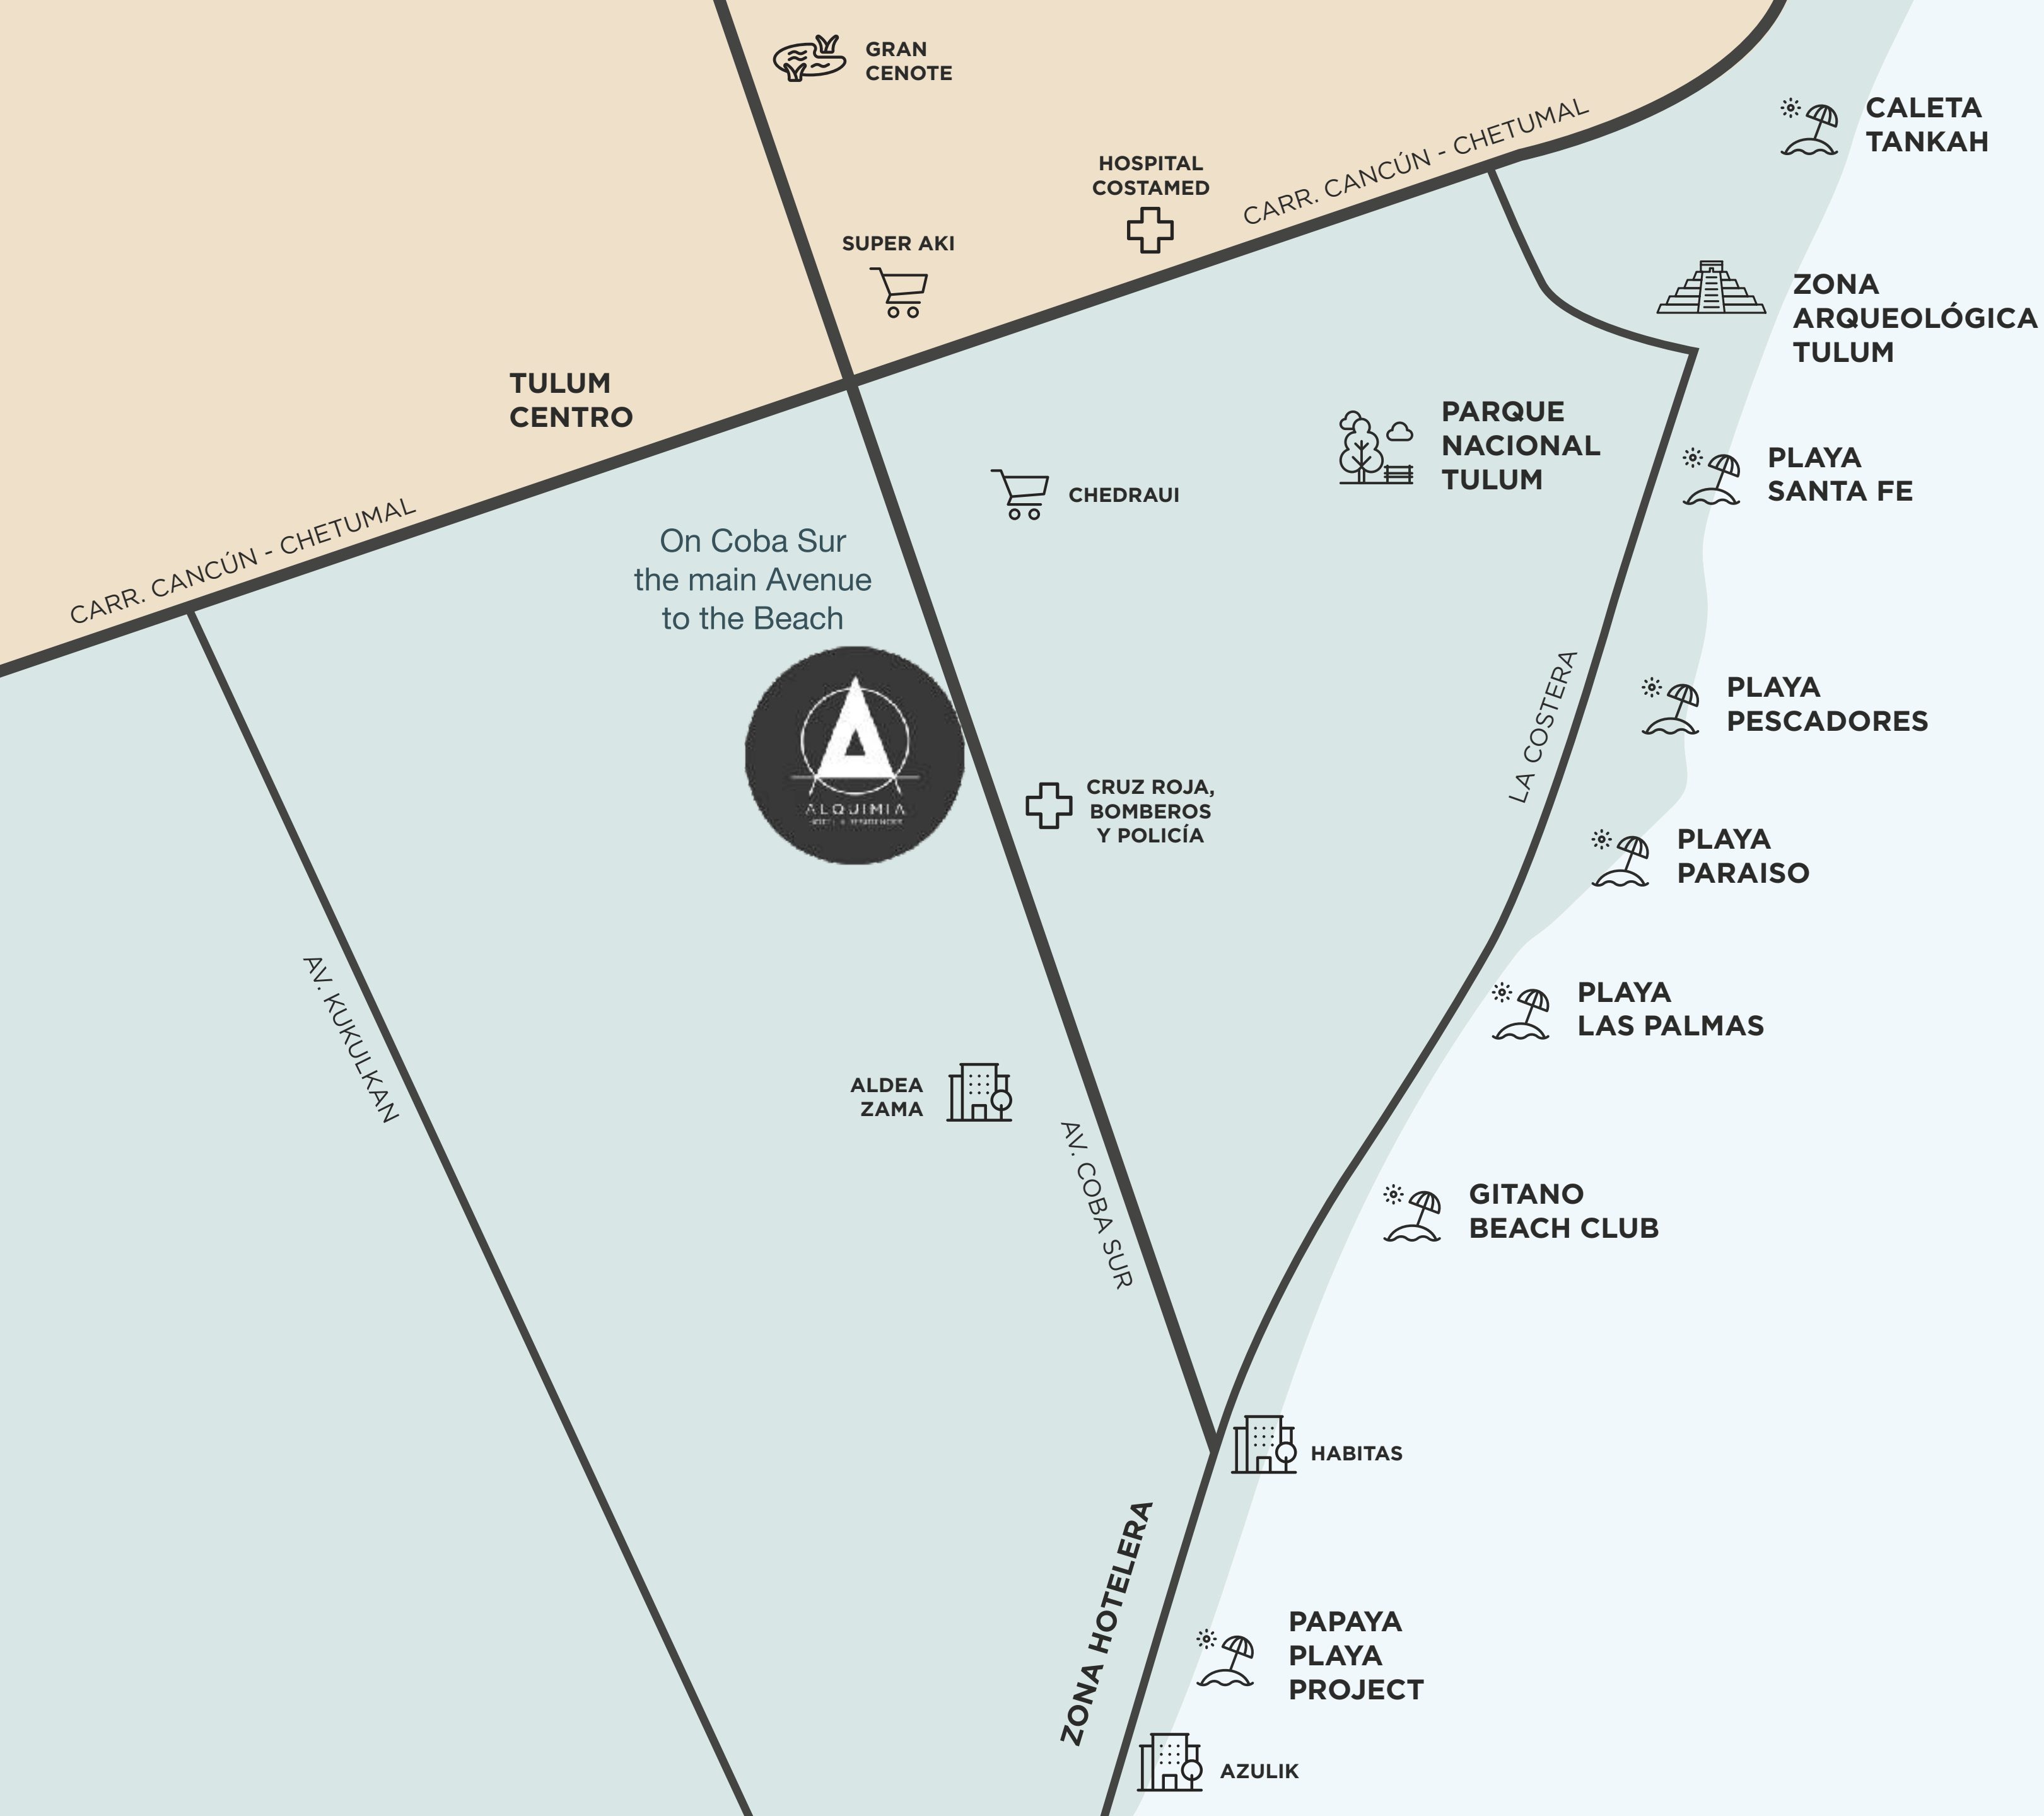 GRAN
CENOTE
CALETA
TANKAH
CARR. CANCÚN - CHETUMAL
HOSPITAL
COSTAMED
SUPER AKI
ZONA
ARQUEOLÓGICA
TULUM
TULUM
CENTRO
PARQUE
NACIONAL
TULUM
PLAYA
SANTA FE
CHEDRAUI
CARR. CANCÚN - CHETUMAL
On Coba Sur
the main Avenue
to the Beach
ALQUIMIA
HOTEL & RESIDENCES
LA COSTERA
PLAYA
PESCADORES
CRUZ ROJA,
BOMBEROS
Y POLICÍA
PLAYA
PARAISO
AV. KUKULKAN
PLAYA
LAS PALMAS
ALDEA
ZAMA
AV. COBA SUR
GITANO
BEACH CLUB
HABITAS
ZONA HOTELERA
PAPAYA
PLAYA
PROJECT
AZULIK